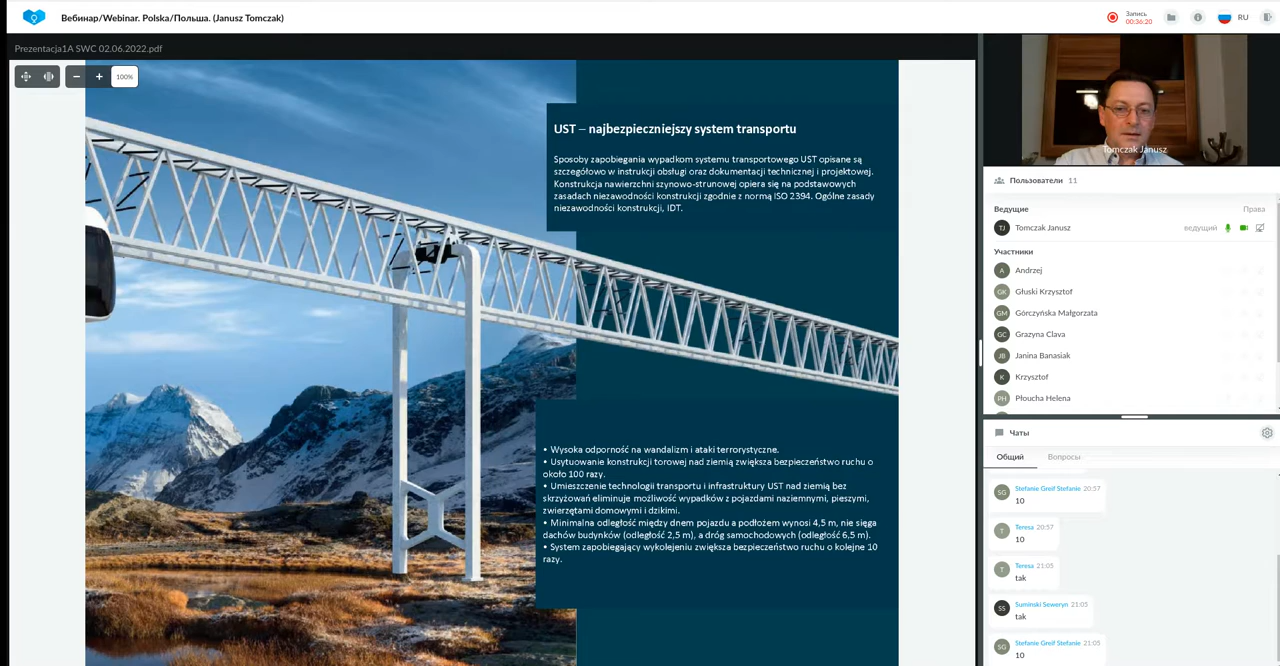 Вебинар/Webinar. Polska/Польша. (Janusz Tomczak)
Запись
00:36:20
RU
Prezentacja1A SWC 02.06.2022.pdf
100%
UST – najbezpieczniejszy system transportu
Sposoby zapobiegania wypadkom systemu transportowego UST opisane są
szczegółowo w instrukcji obsługi oraz dokumentacji technicznej i projektowej.
Konstrukcja nawierzchni szynowo-strunowej opiera się na podstawowych
zasadach niezawodności konstrukcji zgodnie z normą ISO 2394. Ogólne zasady
niezawodności konstrukcji, IDT.
• Wysoka odporność na wandalizm i ataki terrorystyczne.
• Usytuowanie konstrukcji torowej nad ziemią zwiększa bezpieczeństwo ruchu o
około 100 razy.
• Umieszczenie technologii transportu i infrastruktury UST nad ziemią bez
skrzyżowań eliminuje możliwość wypadków z pojazdami naziemnymi, pieszymi,
zwierzętami domowymi i dzikimi.
• Minimalna odległość między dnem pojazdu a podłożem wynosi 4,5 m, nie sięga
dachów budynków (odległość 2,5 m), a dróg samochodowych (odległość 6,5 m).
• System zapobiegający wykolejeniu zwiększa bezpieczeństwo ruchu o kolejne 10
razy.
Tomczak Janusz
Пользователи 11
Ведущие Права
TJ Tomczak Janusz ведущий
Участники
A Andrzej
GK Głuski Krzysztof
GM Górczyńska Małgorzata
GC Grazyna Clava
JB Janina Banasiak
K Krzysztof
PH Płoucha Helena
Чаты
Общий Вопросы
SG Stefanie Greif Stefanie 20:57
10
T Teresa 20:57
10
T Teresa 21:05
tak
SS Suminski Seweryn 21:05
tak
SG Stefanie Greif Stefanie 21:05
10